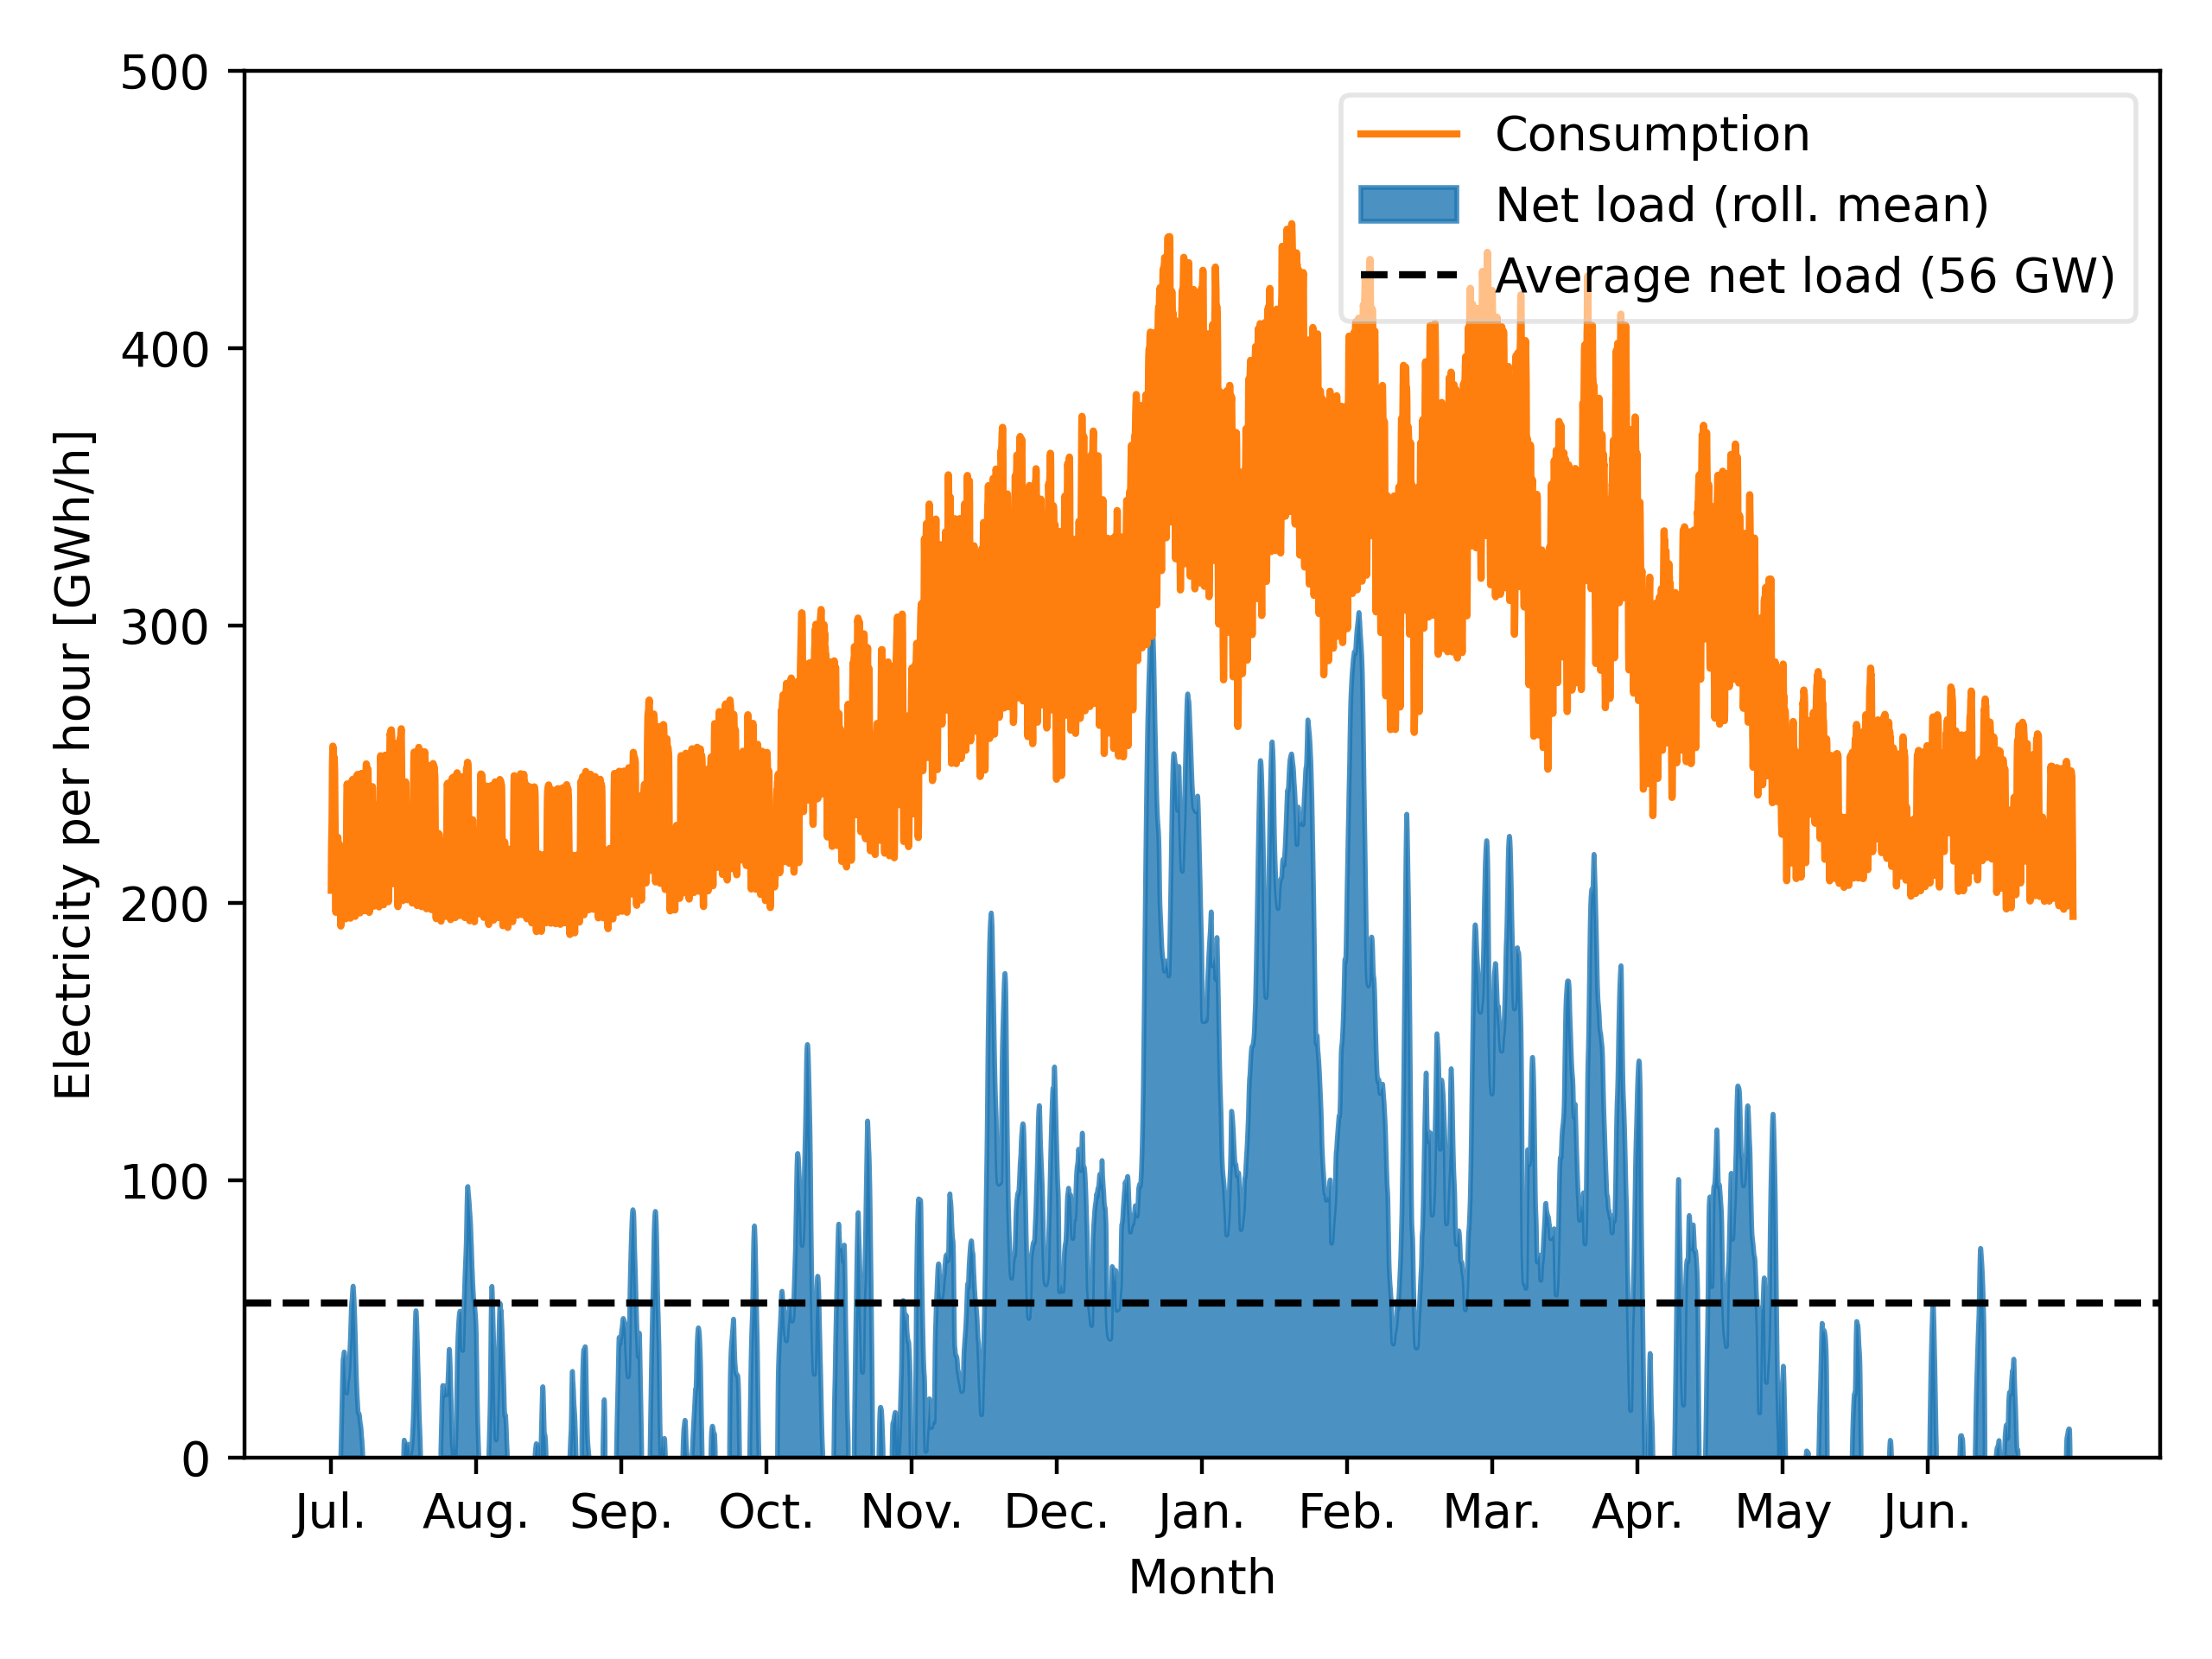 500
400
300
200
100
0
Electricity per hour [GWh/h]
Consumption
Net load (roll. mean)
Average net load (56 GW)
Jul. Aug. Sep. Oct. Nov. Dec. Jan. Feb. Mar. Apr. May Jun.
Month